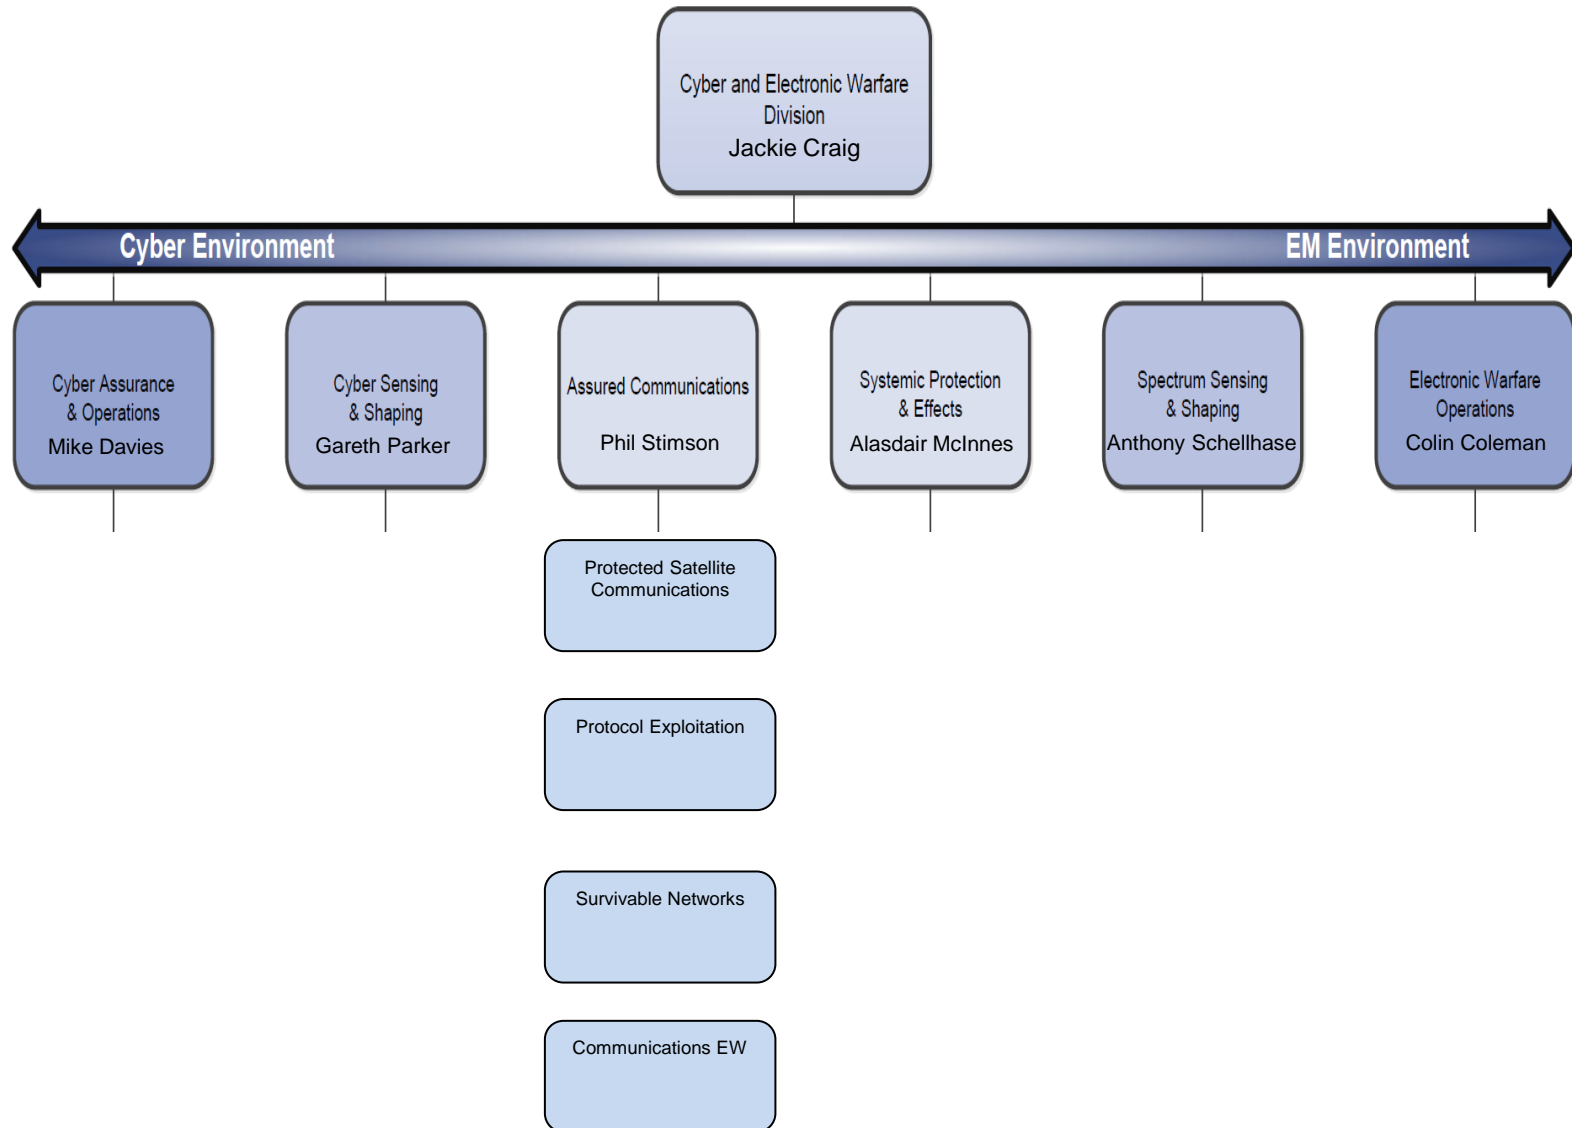 Cyber and Electronic Warfare
Division
Jackie Craig
Cyber Environment
EM Environment
Cyber Assurance
& Operations
Mike Davies
Cyber Sensing
& Shaping
Gareth Parker
Assured Communications
Phil Stimson
Systemic Protection
& Effects
Alasdair McInnes
Spectrum Sensing
& Shaping
Anthony Schellhase
Electronic Warfare
Operations
Colin Coleman
Protected Satellite
Communications
Protocol Exploitation
Survivable Networks
Communications EW